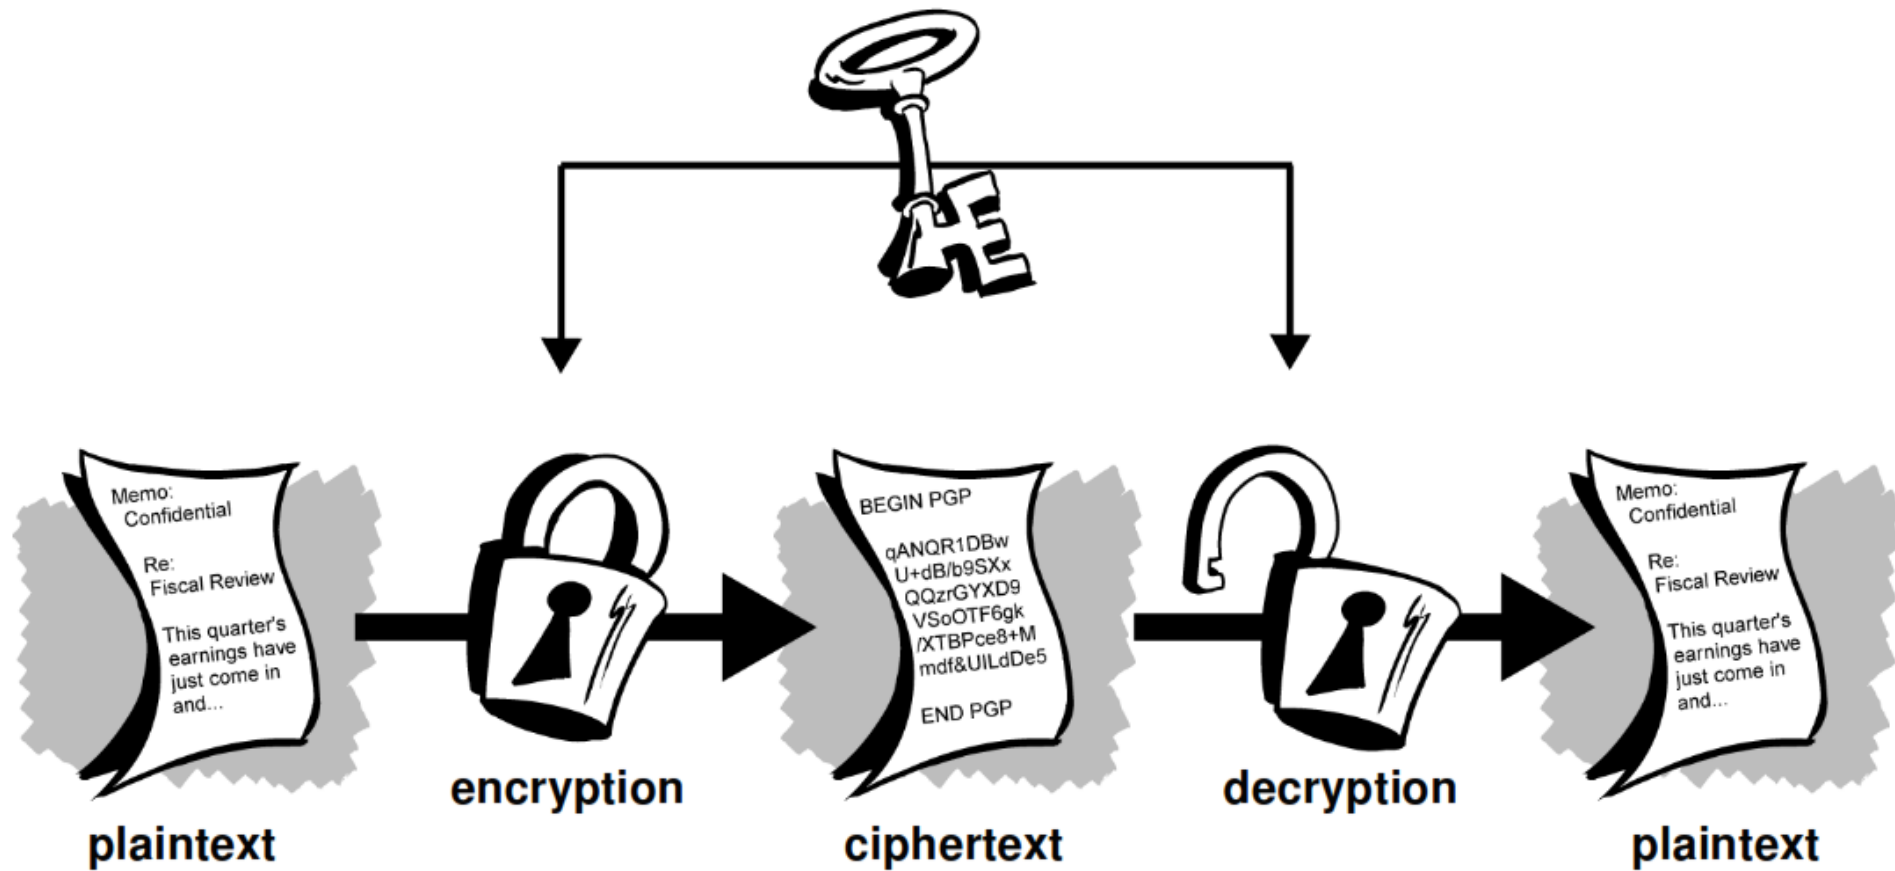 Memo:
Confidential
Re:
Fiscal Review
This quarter's
earnings have
just come in
and...
plaintext
encryption
BEGIN PGP
qANQR1DBw
U+dB/b9SXx
QQzrGYXD9
VSoOTF6gk
/XTBPce8+M
mdf&UILdDe5
END PGP
ciphertext
decryption
Memo:
Confidential
Re:
Fiscal Review
This quarter's
earnings have
just come in
and...
plaintext